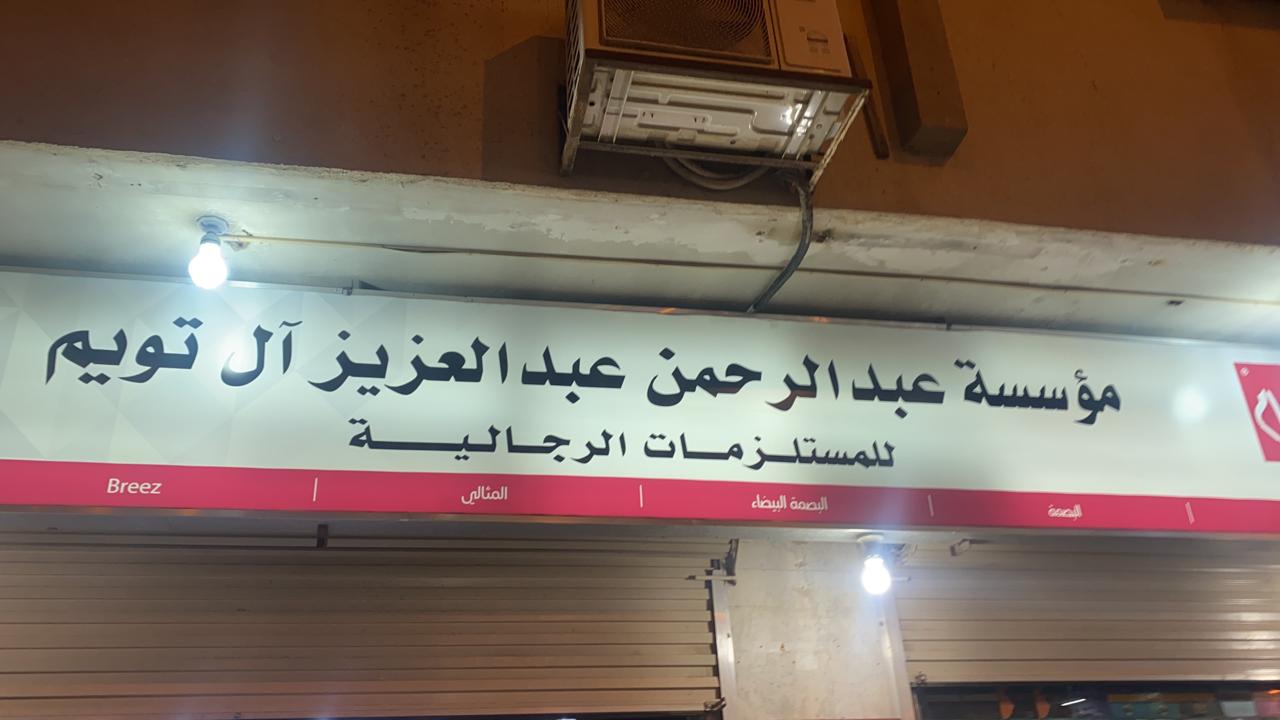 مؤسسة عبدالرحمن عبدالعزيز آل تويم
للمستلزمات الرجالية
البصمة | البصمة البيضاء | المثالي | Breez